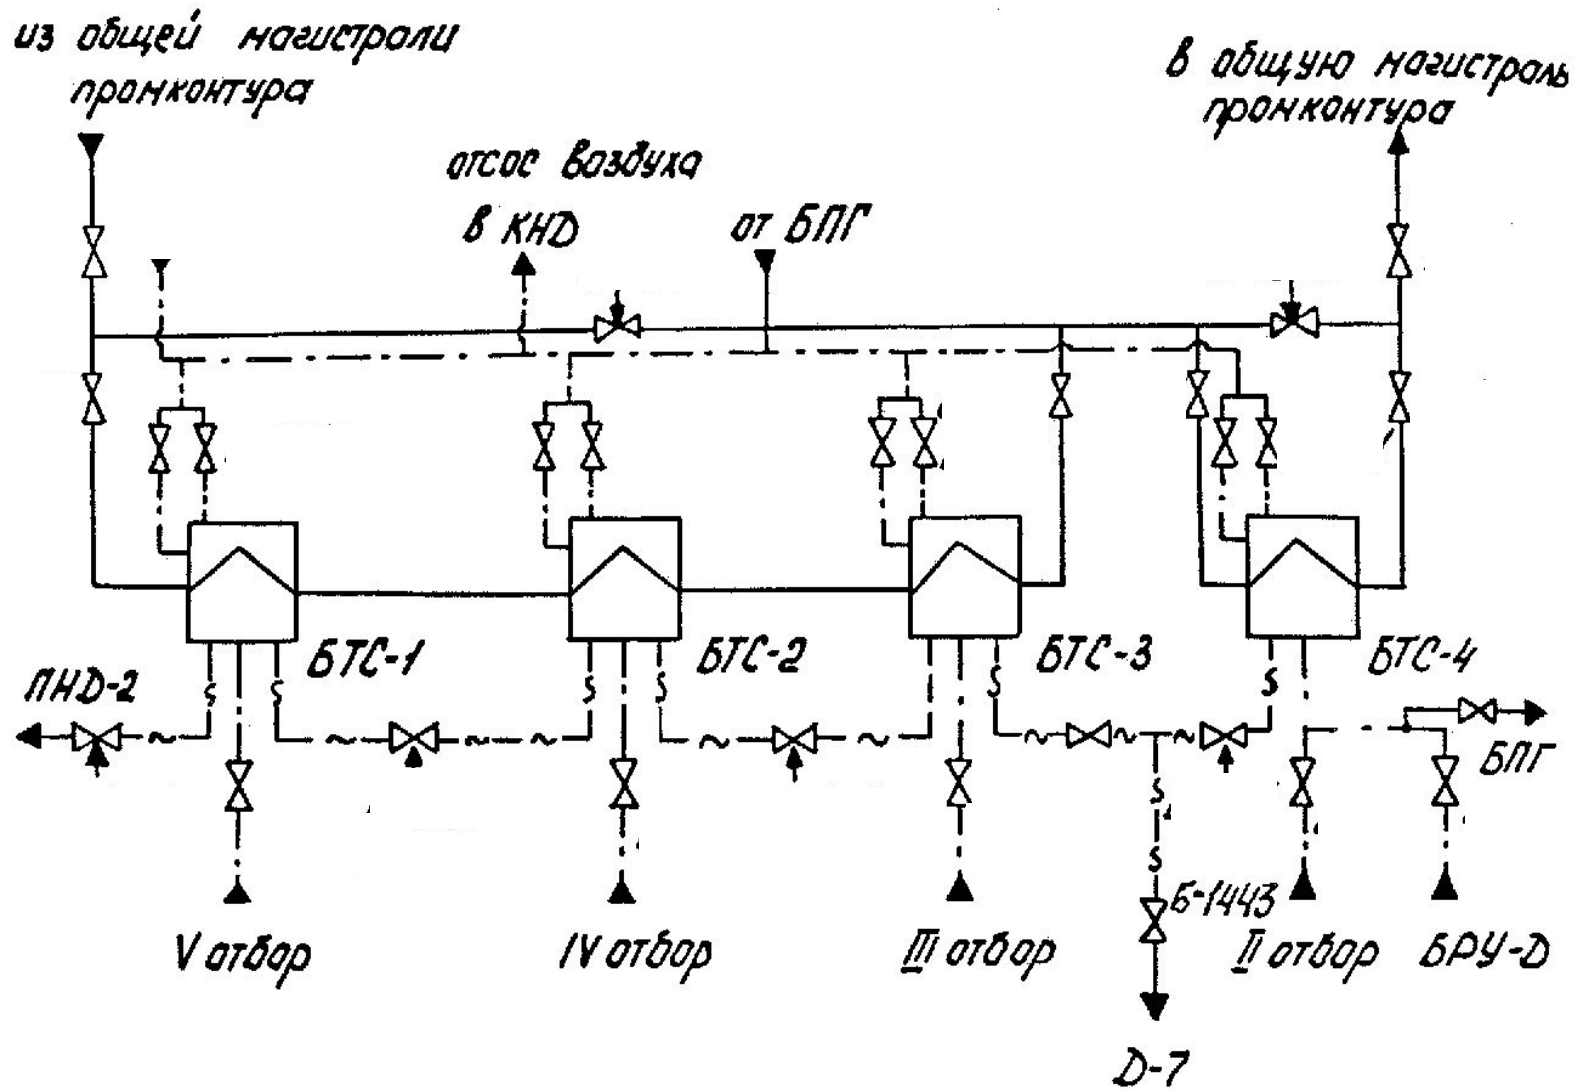 из общей магистрали
промконтура
в общую магистраль
промконтура
отсос воздуха
в КНД
от БПГ
БТС-1
БТС-2
БТС-3
БТС-4
ПНД-2
БПГ
Б-1443
V отбор
IV отбор
III отбор
II отбор
БРУ-Д
Д-7